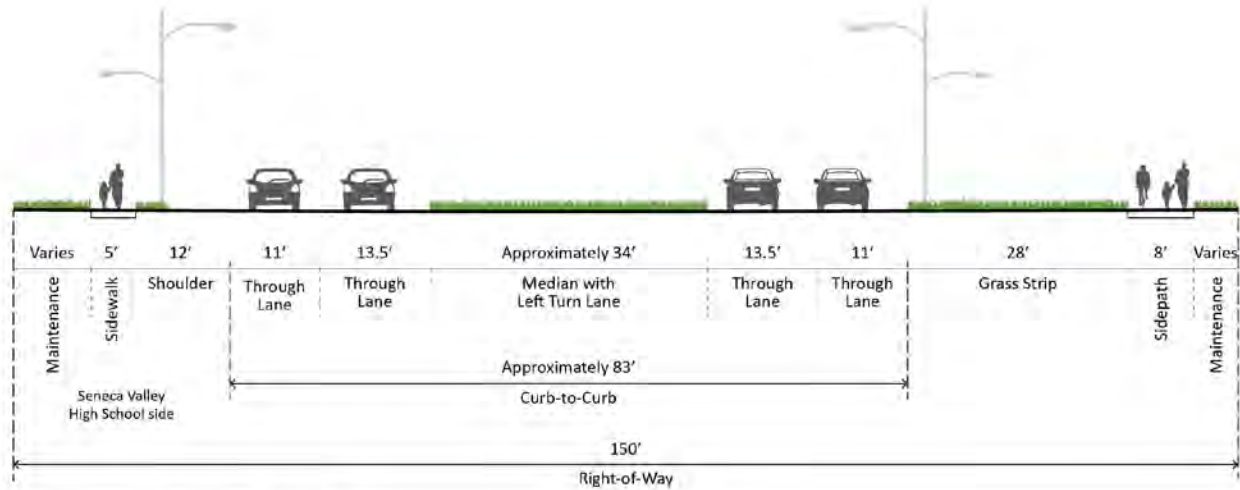 Varies 5’ 12’ 11’ 13.5’ Approximately 34’ 13.5’ 11’ 28’ 8’ Varies
Maintenance
Sidewalk
Shoulder
Through
Lane
Through
Lane
Median with
Left Turn Lane
Through
Lane
Through
Lane
Grass Strip
Sidepath
Maintenance
Approximately 83’
Curb-to-Curb
Seneca Valley
High School side
150’
Right-of-Way